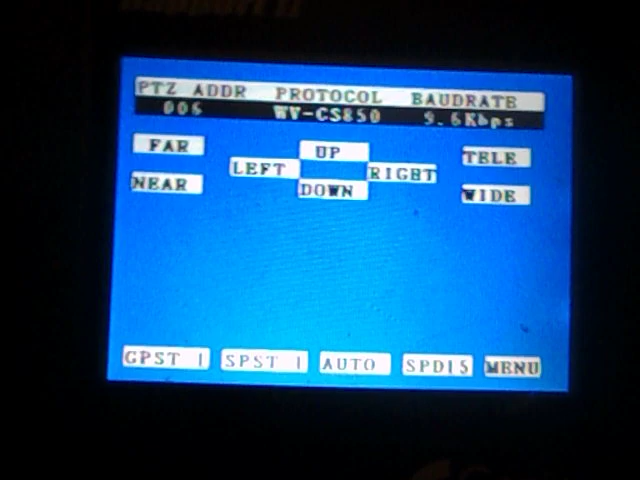 PTZ ADDR PROTOCOL BAUDRATE
006 WV-CS850 9.6Kbps
FAR UP TELE
LEFT RIGHT
NEAR DOWN WIDE
GPST 1 SPST 1 AUTO SPD15 MENU